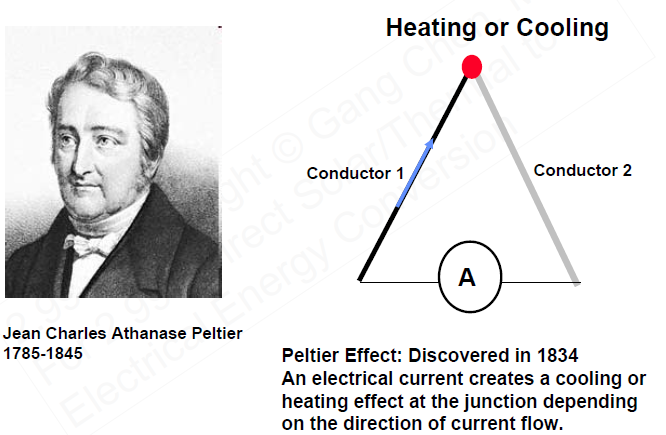 Heating or Cooling
Conductor 1
Conductor 2
A
Jean Charles Athanase Peltier
1785-1845
Peltier Effect: Discovered in 1834
An electrical current creates a cooling or
heating effect at the junction depending
on the direction of current flow.